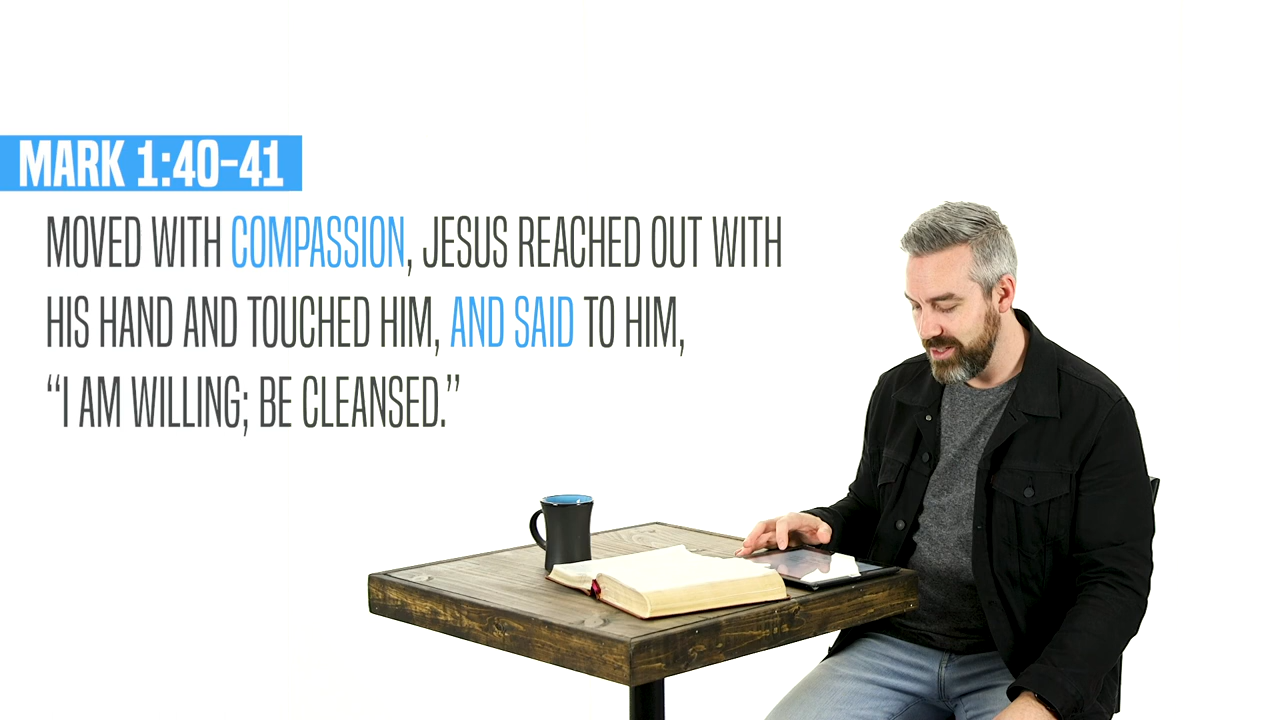 MARK 1:40-41
MOVED WITH COMPASSION, JESUS REACHED OUT WITH
HIS HAND AND TOUCHED HIM, AND SAID TO HIM,
“I AM WILLING; BE CLEANSED.”